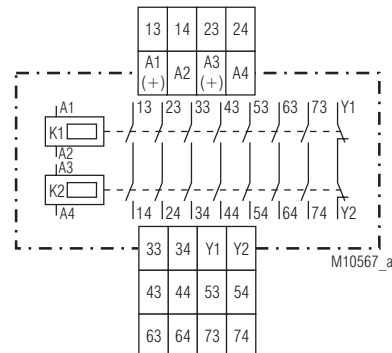 13 14 23 24
A1 (+) A2 A3 (+) A4
A1 13 23 33 43 53 63 73 Y1
K1
A2
A3
K2
A4 14 24 34 44 54 64 74 Y2
33 34 Y1 Y2
M10567_a
43 44 53 54
63 64 73 74